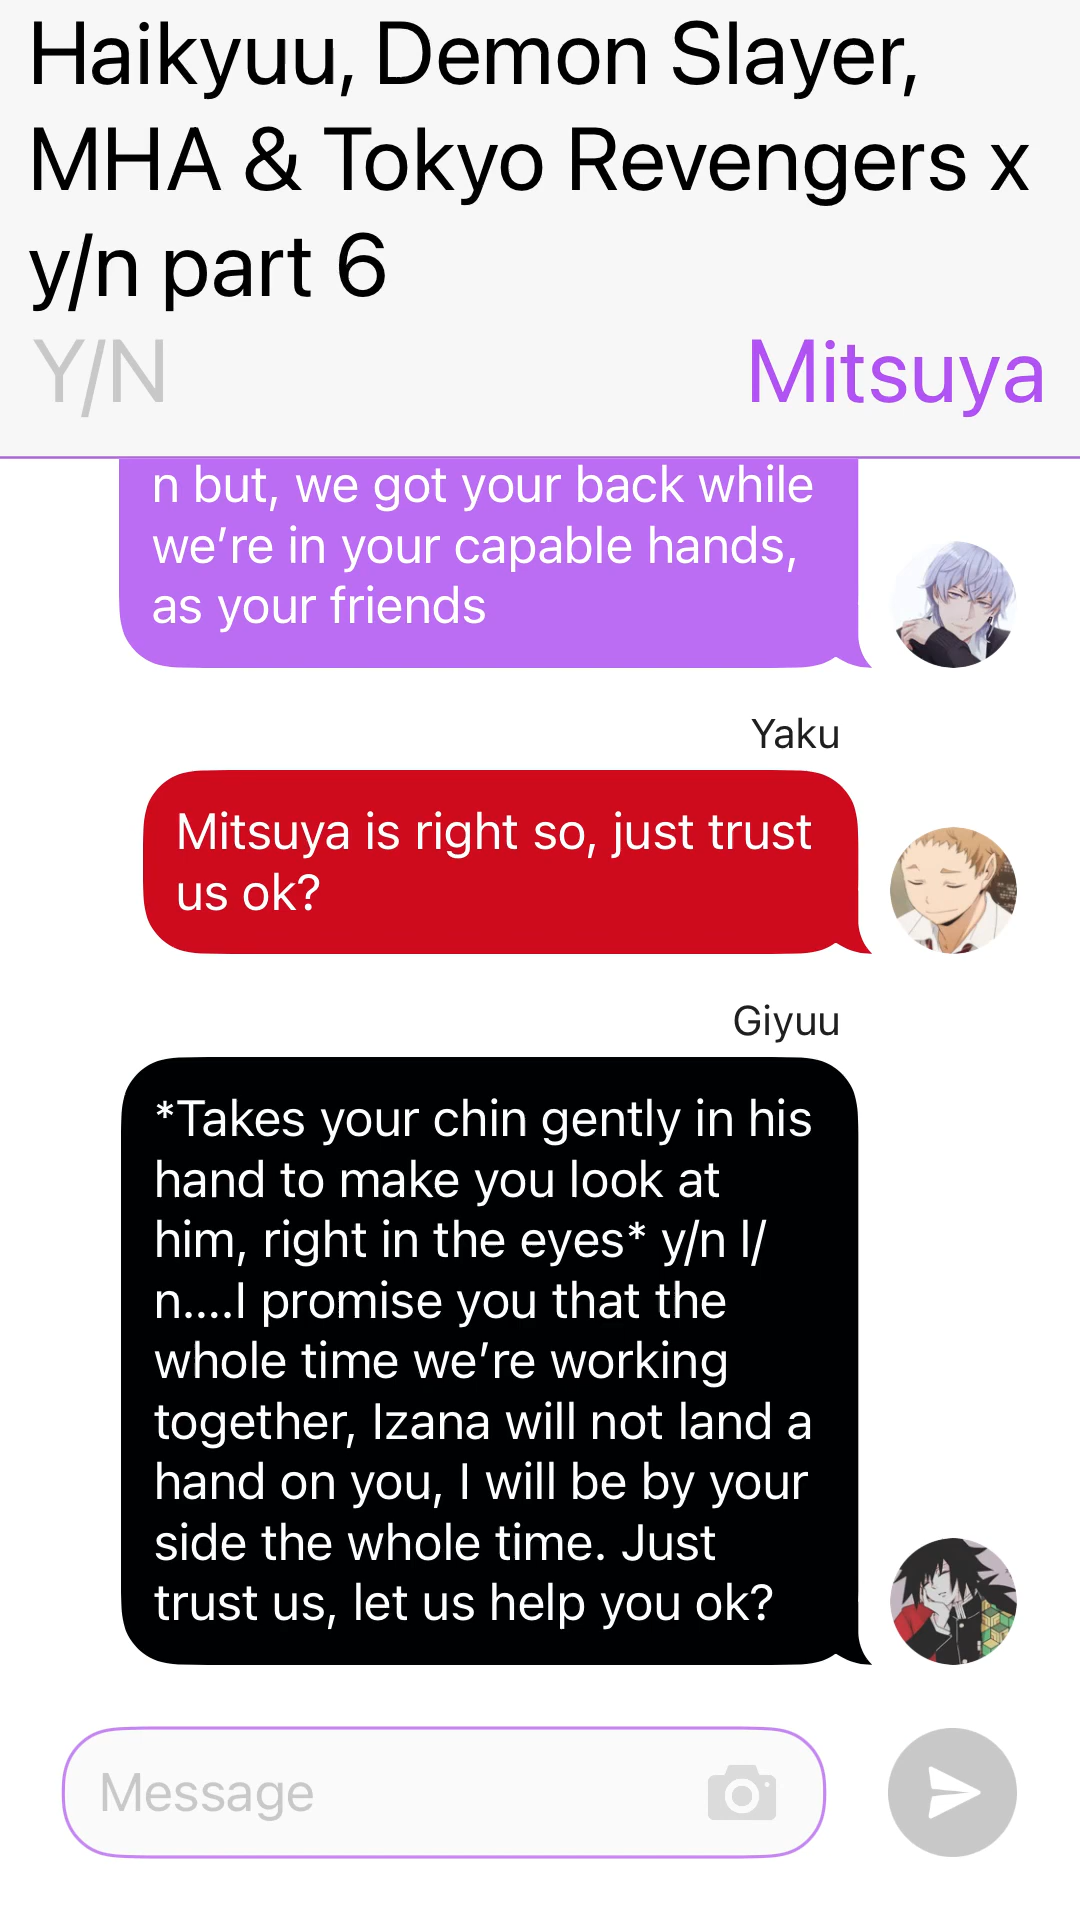 Haikyuu, Demon Slayer,
MHA & Tokyo Revengers x
y/n part 6
Y/N
Mitsuya
n but, we got your back while
we’re in your capable hands,
as your friends
Yaku
Mitsuya is right so, just trust
us ok?
Giyuu
*Takes your chin gently in his
hand to make you look at
him, right in the eyes* y/n l/
n....I promise you that the
whole time we’re working
together, Izana will not land a
hand on you, I will be by your
side the whole time. Just
trust us, let us help you ok?
Message